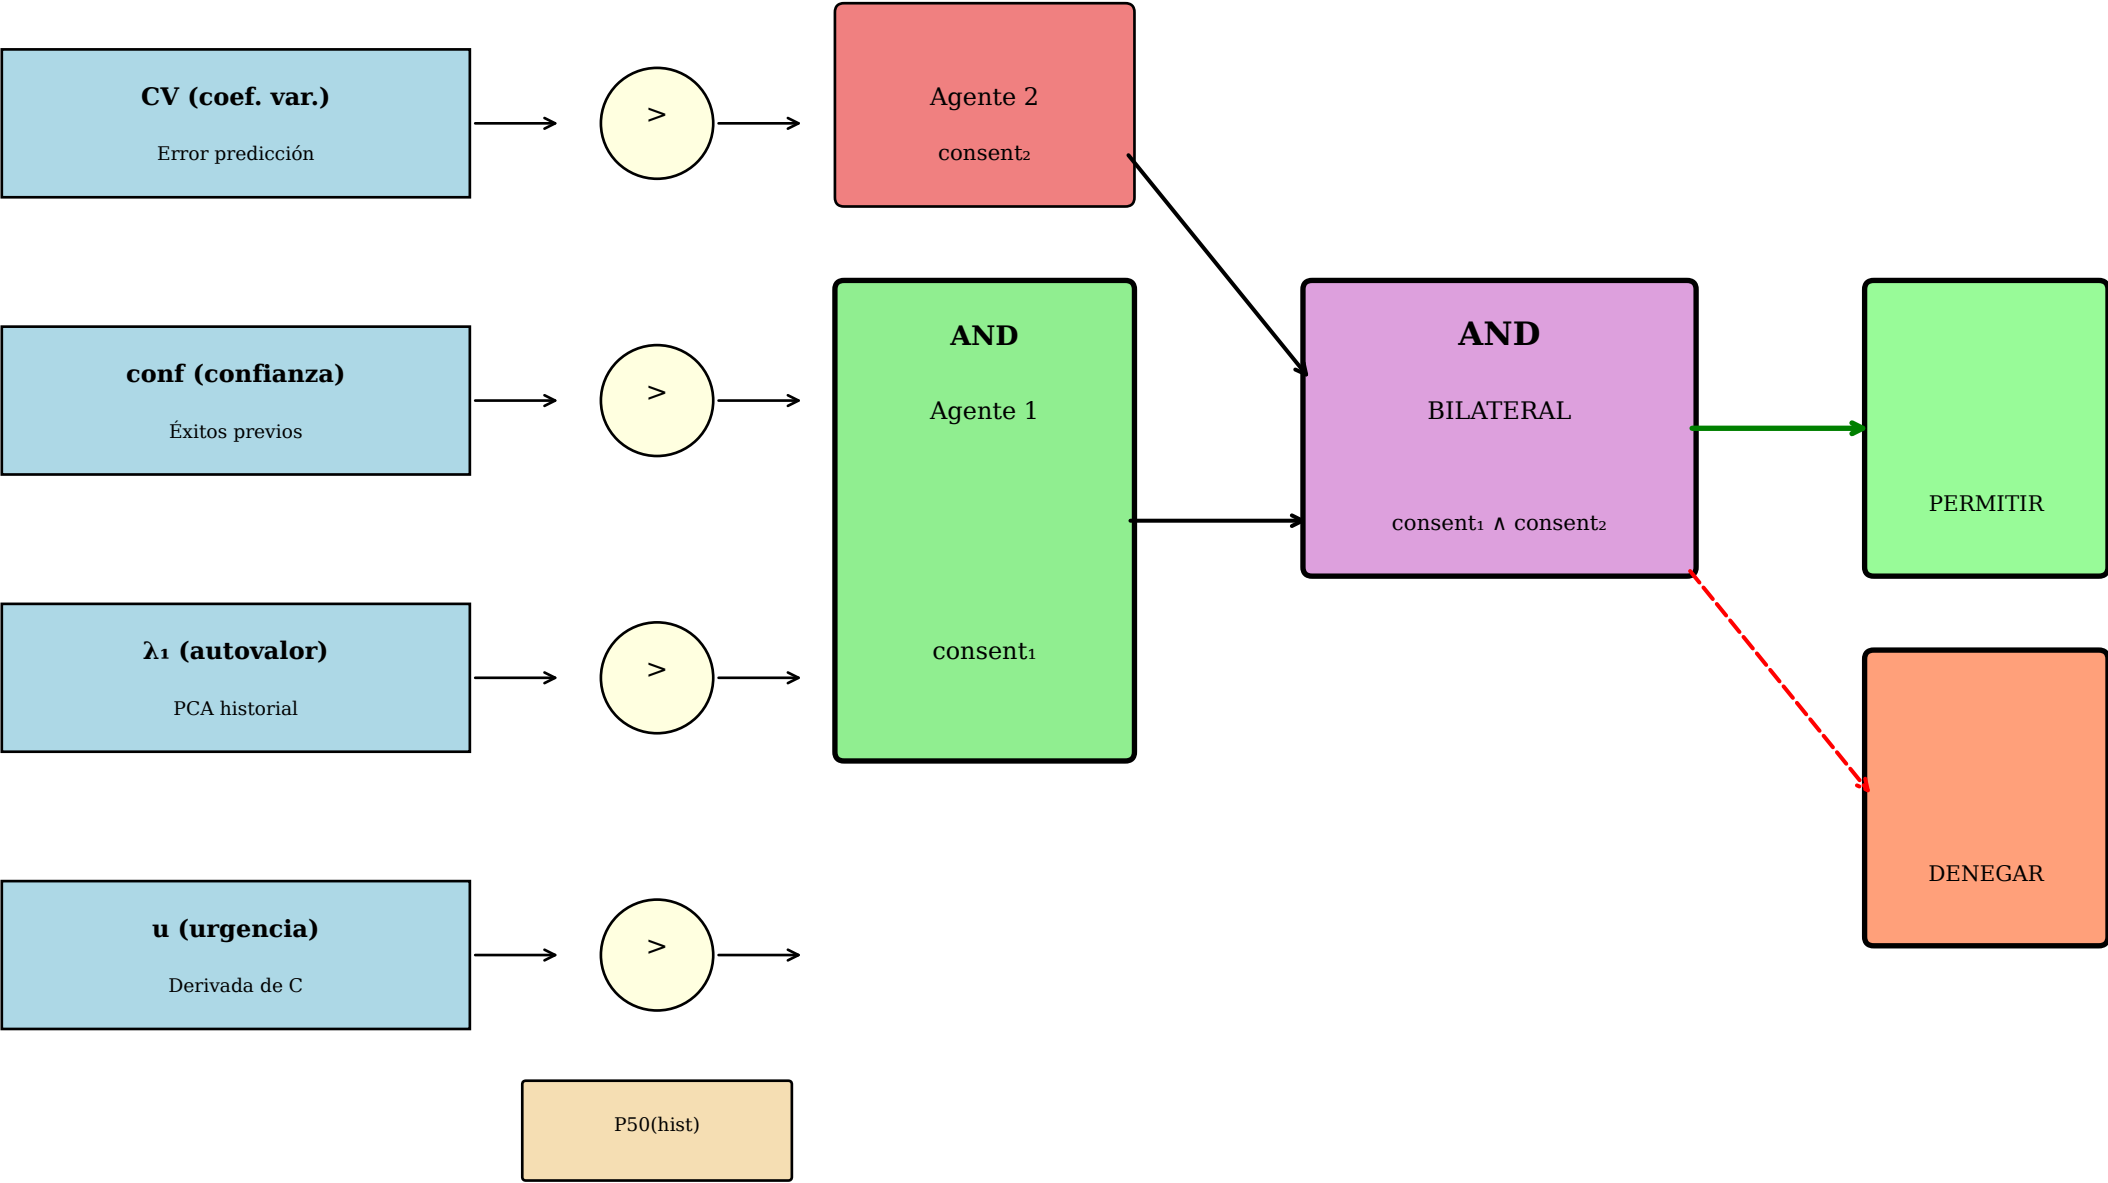 CV (coef. var.)
Error predicción
>
Agente 2
consent₂
conf (confianza)
Éxitos previos
>
AND
Agente 1
consent₁
AND
BILATERAL
consent₁ ∧ consent₂
PERMITIR
λ₁ (autovalor)
PCA historial
>
DENEGAR
u (urgencia)
Derivada de C
>
P50(hist)